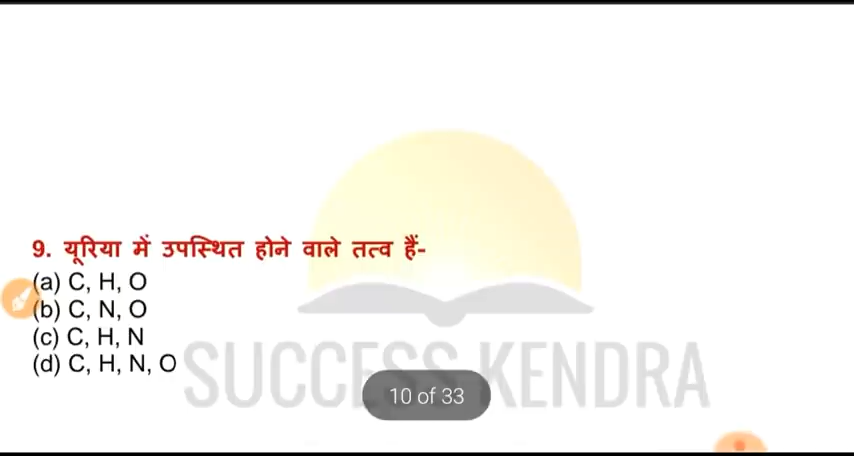 9. यूरिया में उपस्थित होने वाले तत्व हैं-
(a) C, H, O
(b) C, N, O
(c) C, H, N
(d) C, H, N, O
SUCCESS KENDRA
10 of 33